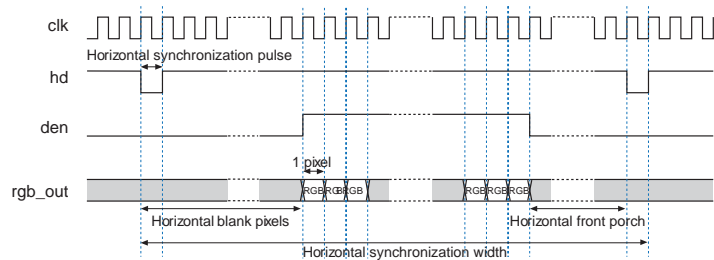 clk
Horizontal synchronization pulse
hd
den
1 pixel
rgb_out
RGB RGB RGB RGB RGB RGB
Horizontal blank pixels
Horizontal front porch
Horizontal synchronization width